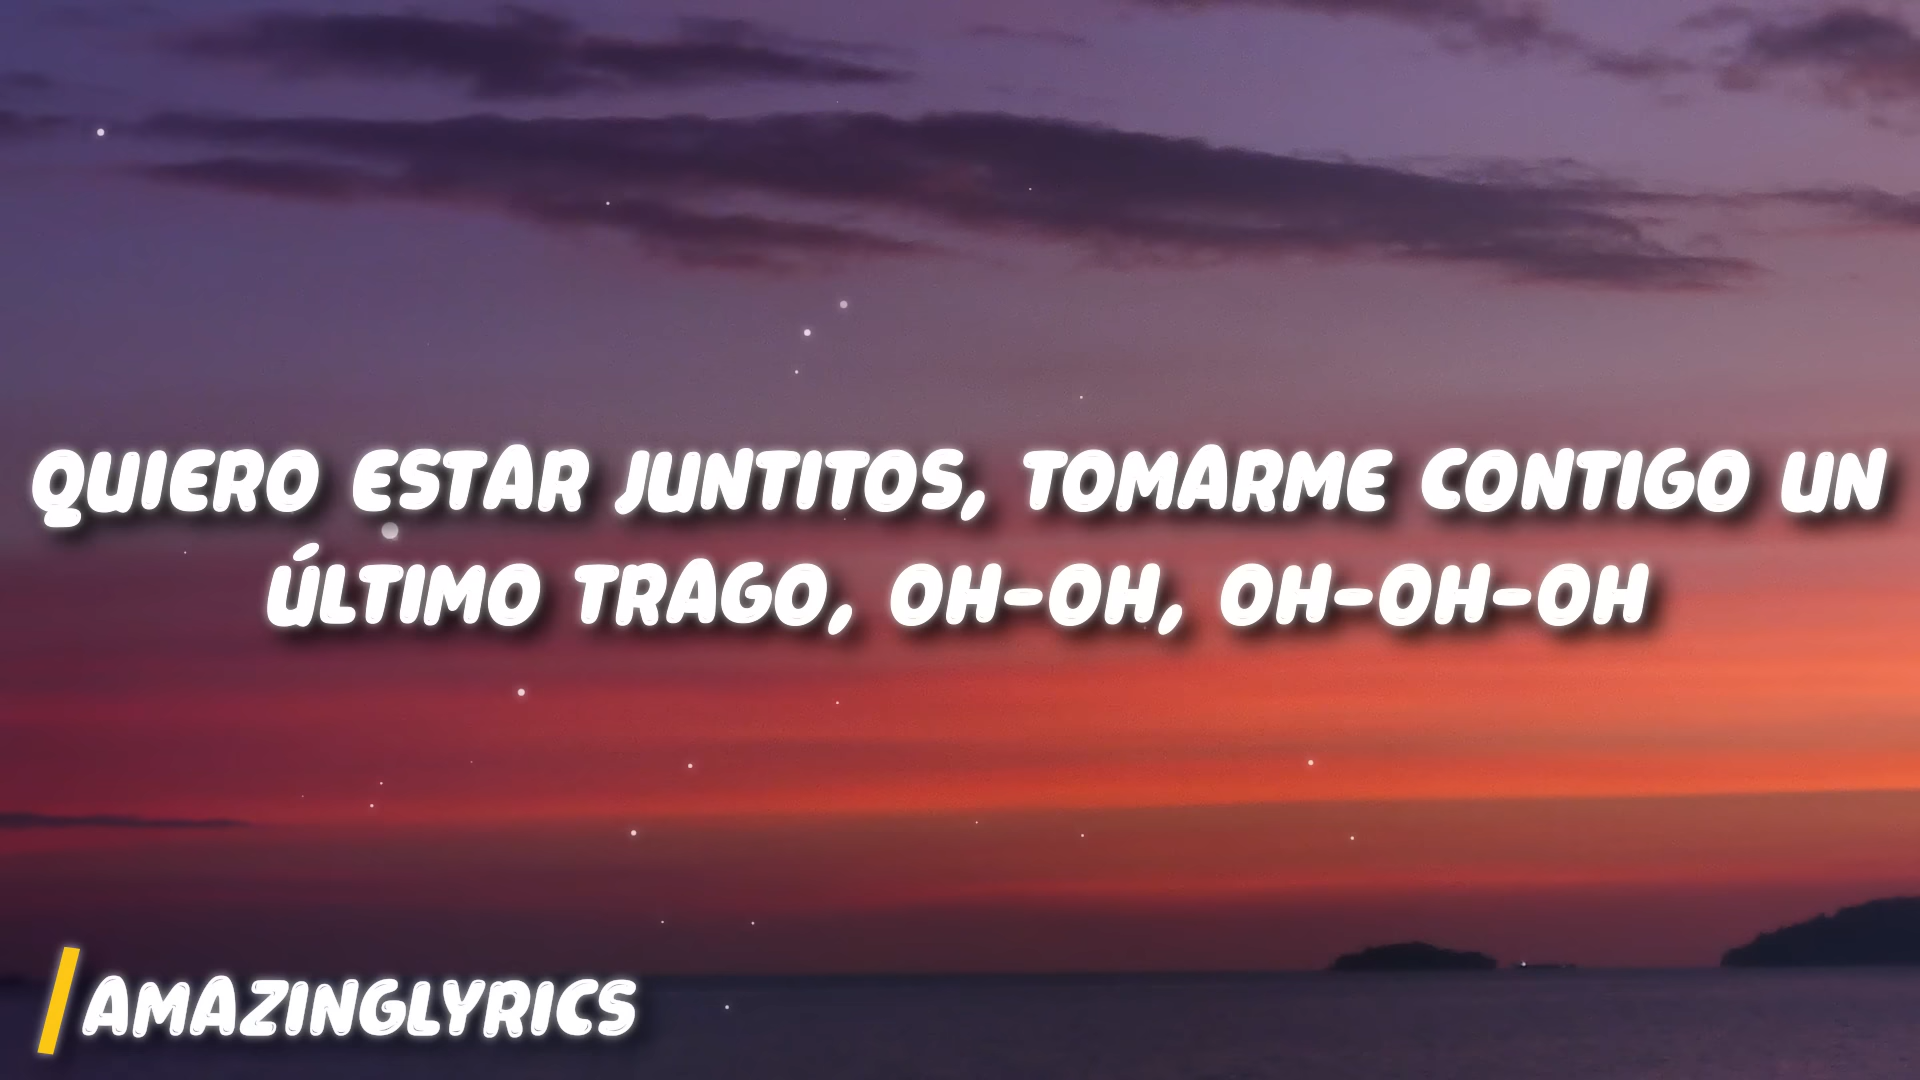 QUIERO ESTAR JUNTITOS, TOMARME CONTIGO UN
ÚLTIMO TRAGO, OH-OH, OH-OH-OH
AMAZINGLYRICS